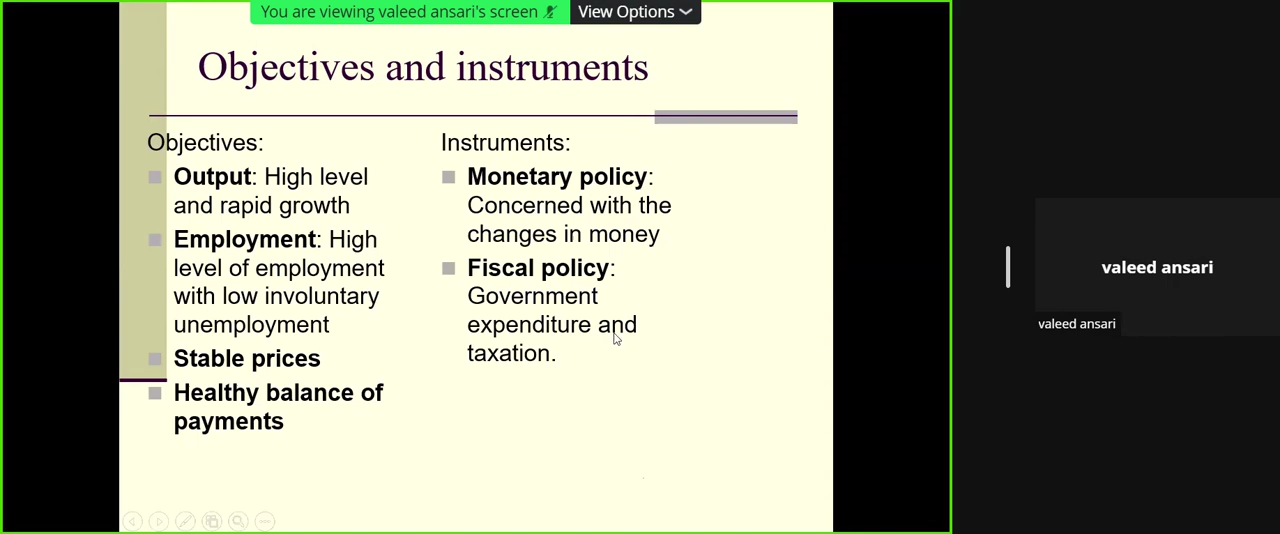 You are viewing valeed ansari's screen
View Options
Objectives and instruments
Objectives:
Output: High level
and rapid growth
Employment: High
level of employment
with low involuntary
unemployment
Stable prices
Healthy balance of
payments
Instruments:
Monetary policy:
Concerned with the
changes in money
Fiscal policy:
Government
expenditure and
taxation.
valeed ansari
valeed ansari